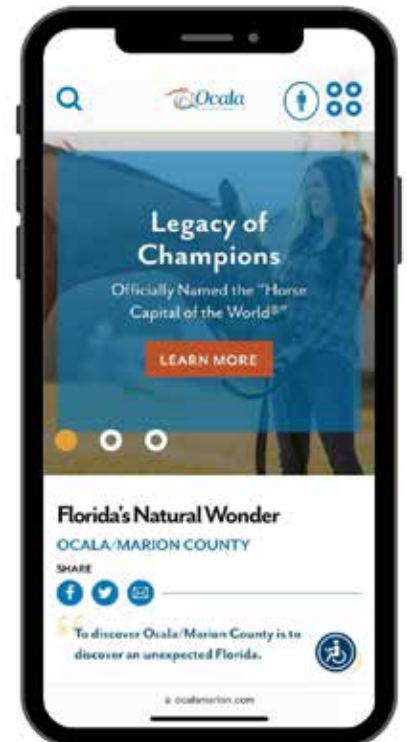 Ocala
Legacy of
Champions
Officially Named the "Horse
Capital of the World®"
LEARN MORE
Florida's Natural Wonder
OCALA/MARION COUNTY
SHARE
To discover Ocala/Marion County is to
discover an unexpected Florida.
ocalamarion.com